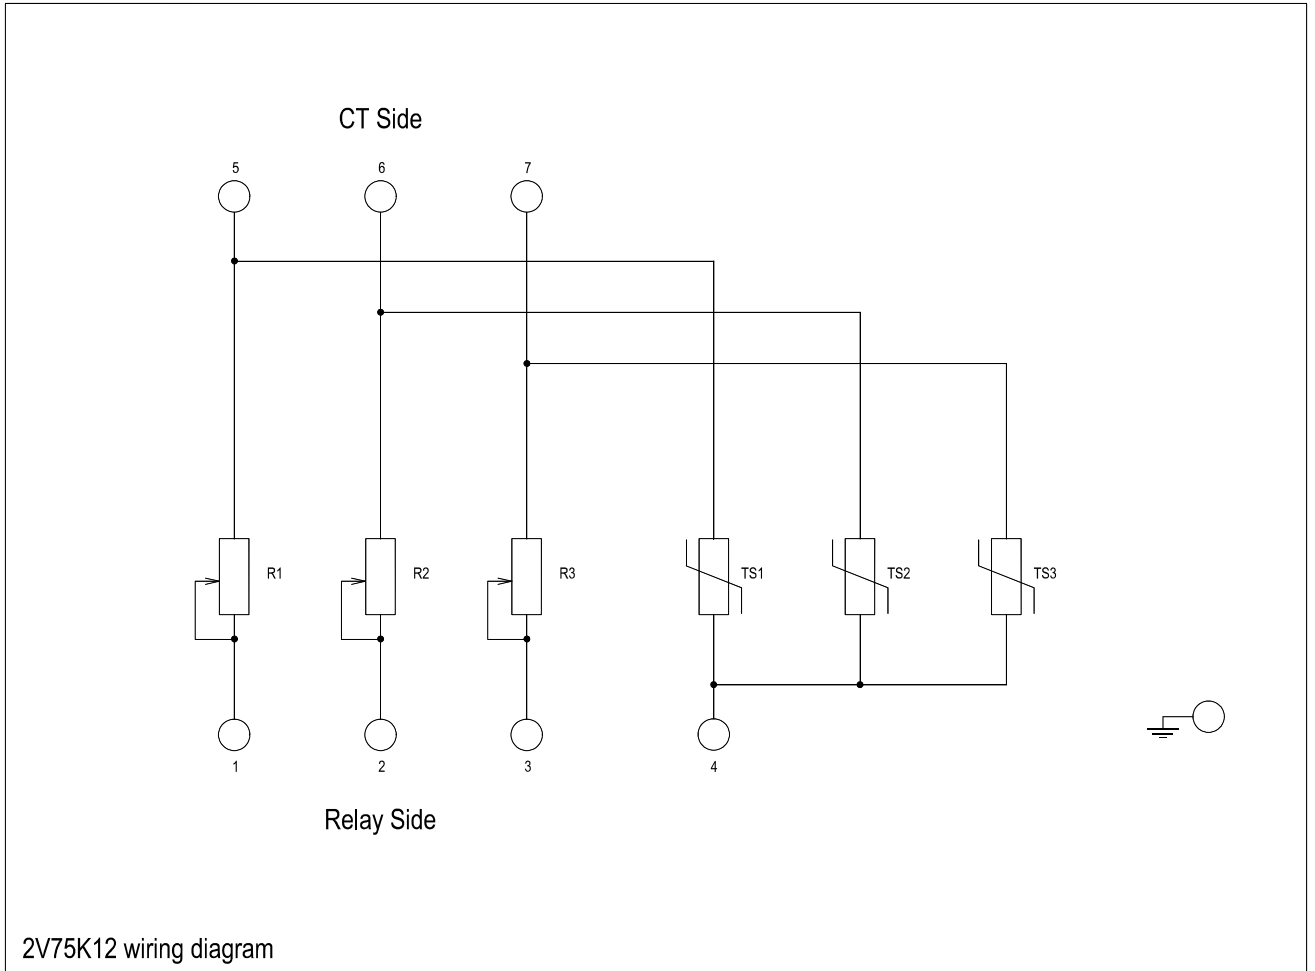 CT Side
5 6 7
R1 R2 R3 TS1 TS2 TS3
1 2 3 4
Relay Side
2V75K12 wiring diagram